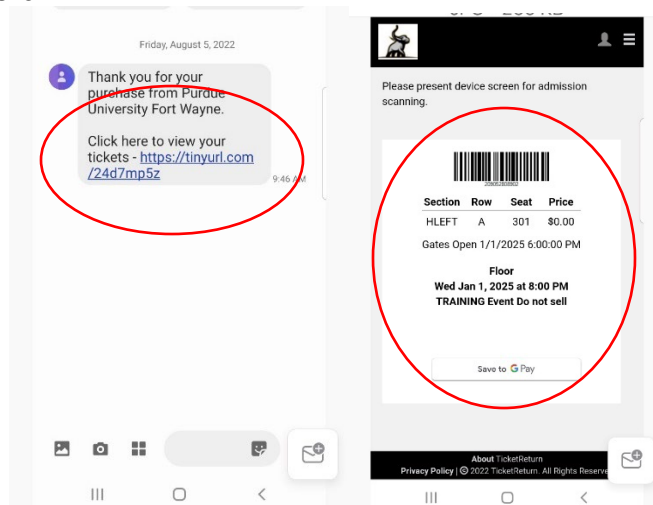 Friday, August 5, 2022
Thank you for your
purchase from Purdue
University Fort Wayne.
Click here to view your
tickets - https://tinyurl.com
/24d7mp5z
9:46 AM
Please present device screen for admission
scanning.
Section Row Seat Price
HLEFT A 301 $0.00
Gates Open 1/1/2025 6:00:00 PM
Floor
Wed Jan 1, 2025 at 8:00 PM
TRAINING Event Do not sell
Save to G Pay
About TicketReturn
Privacy Policy | © 2022 TicketReturn. All Rights Reserve